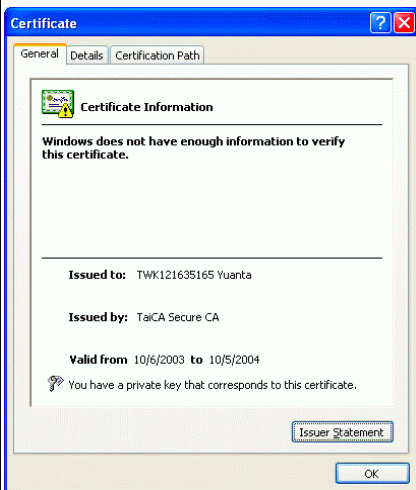 Certificate
General Details Certification Path
Certificate Information
Windows does not have enough information to verify
this certificate.
Issued to: TWK121635165 Yuanta
Issued by: TaiCA Secure CA
Valid from 10/6/2003 to 10/5/2004
You have a private key that corresponds to this certificate.
Issuer Statement
OK